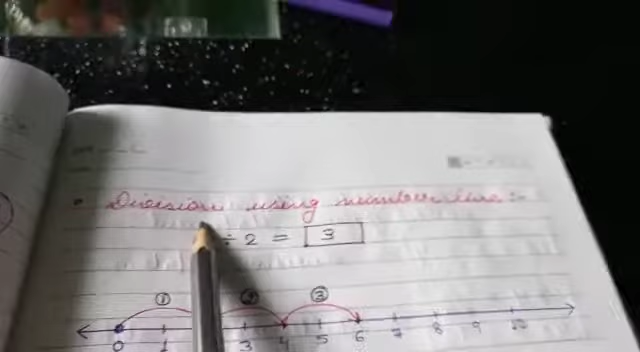 • Division using number line :-
÷ 2 = 3
① ② ③
0 1 3 4 5 6 7 8 9 10